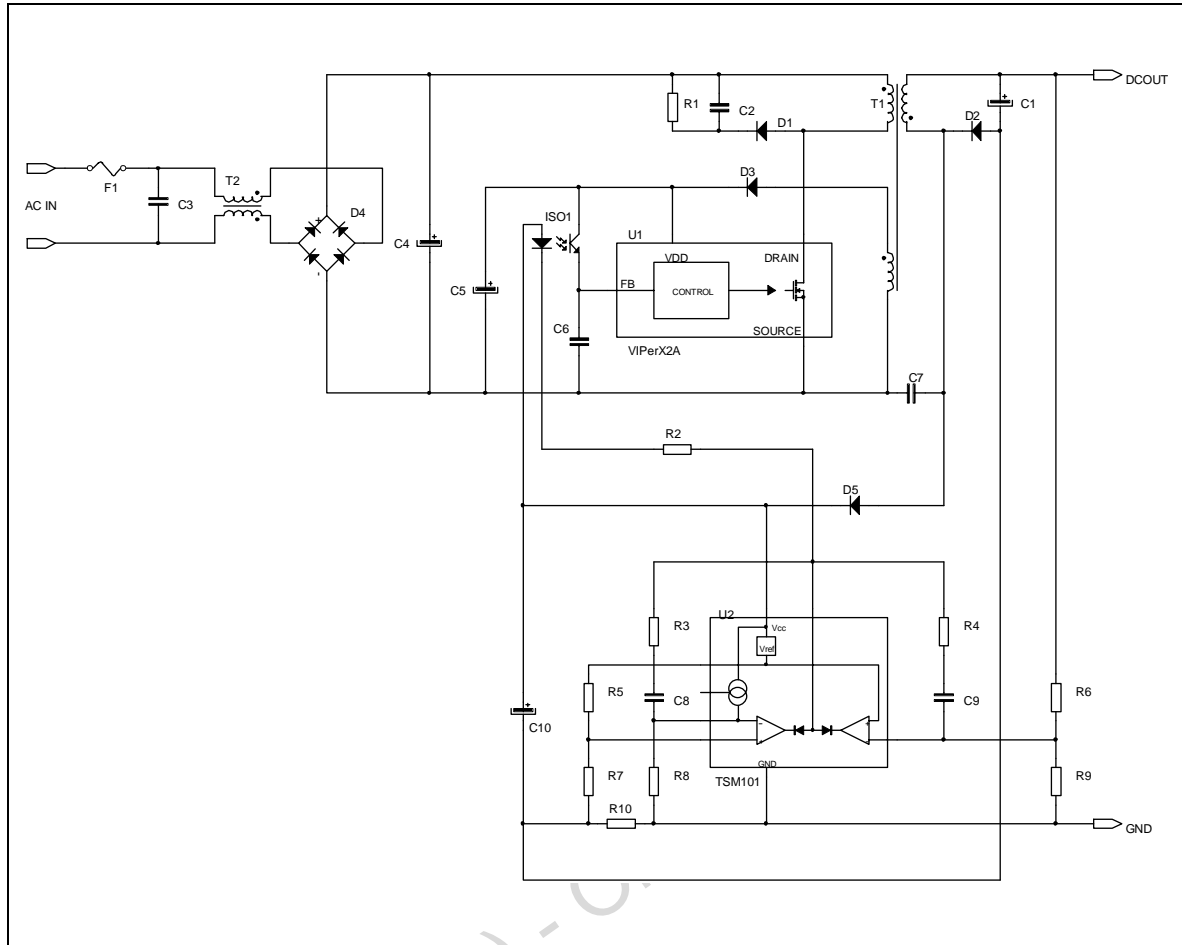 DCOUT
R1
C2
T1
C1
D1
D2
F1
T2
AC IN
C3
D4
+
-
D3
ISO1
U1
C4
VDD
DRAIN
FB
CONTROL
C5
C6
SOURCE
VIPerX2A
C7
R2
D5
U2
R3
Vcc
R4
Vref
R5
C8
C9
R6
C10
GND
R7
R8
TSM101
R9
R10
GND